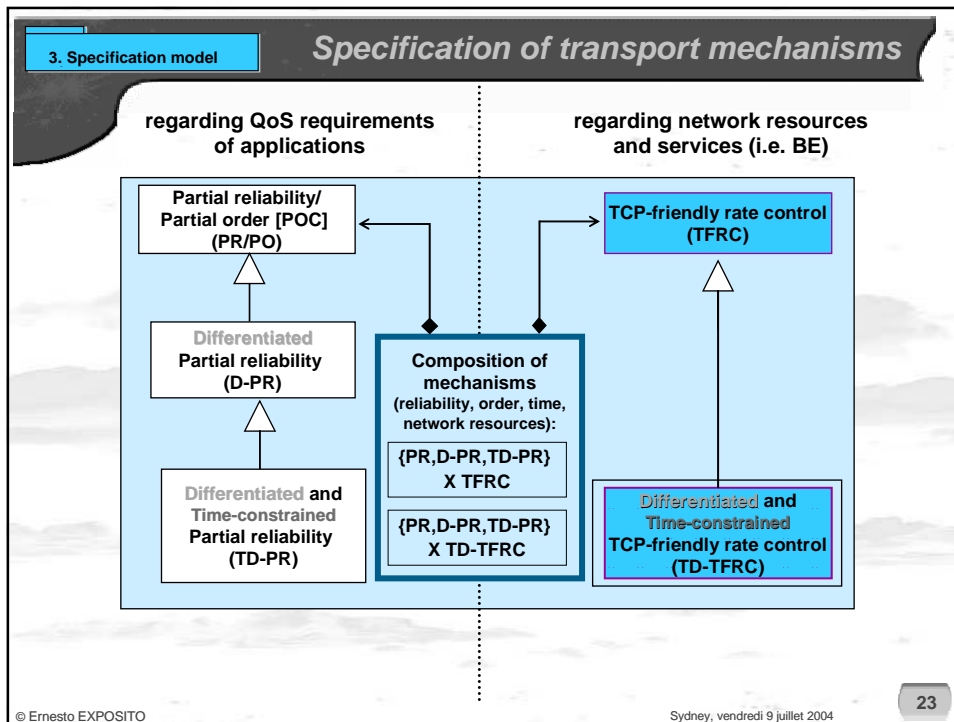 3. Specification model
Specification of transport mechanisms
regarding QoS requirements
of applications
regarding network resources
and services (i.e. BE)
Partial reliability/
Partial order [POC]
(PR/PO)
TCP-friendly rate control
(TFRC)
Differentiated
Partial reliability
(D-PR)
Composition of
mechanisms
(reliability, order, time,
network resources):
{PR,D-PR,TD-PR}
X TFRC
{PR,D-PR,TD-PR}
X TD-TFRC
Differentiated and
Time-constrained
Partial reliability
(TD-PR)
Differentiated and
Time-constrained
TCP-friendly rate control
(TD-TFRC)
© Ernesto EXPOSITO
Sydney, vendredi 9 juillet 2004
23